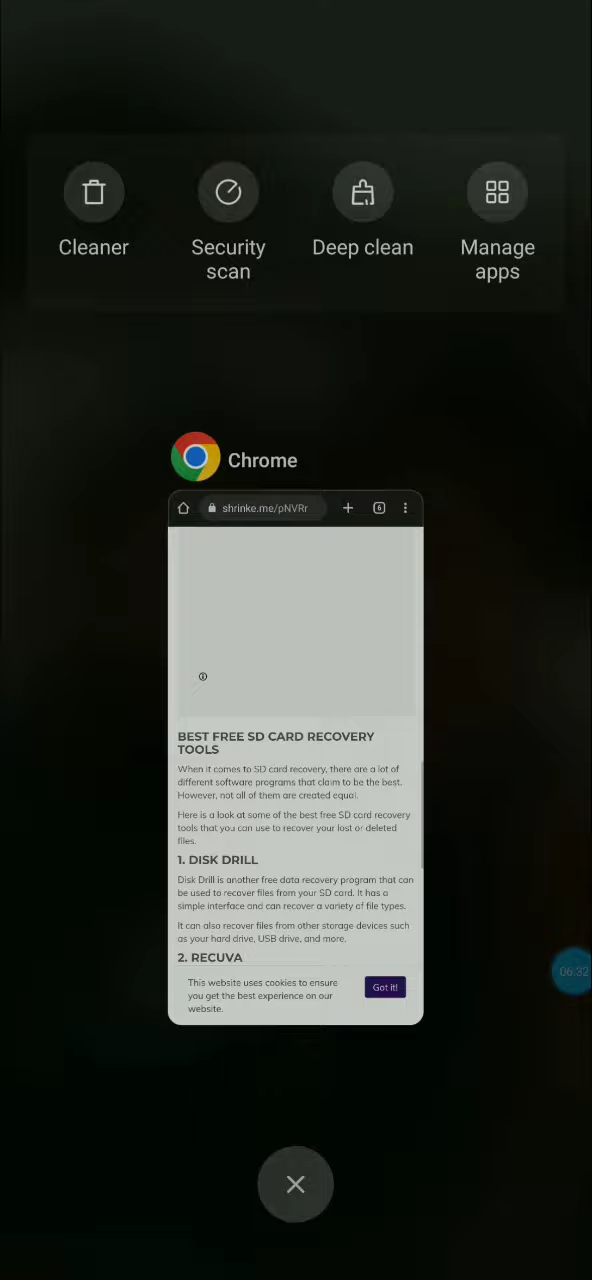 Cleaner
Security
scan
Deep clean
Manage
apps
Chrome
shrinke.me/pNVRr
6
BEST FREE SD CARD RECOVERY
TOOLS
When it comes to SD card recovery, there are a lot of
different software programs that claim to be the best.
However, not all of them are created equal.
Here is a look at some of the best free SD card recovery
tools that you can use to recover your lost or deleted
files.
1. DISK DRILL
Disk Drill is another free data recovery program that can
be used to recover files from your SD card. It has a
simple interface and can recover a variety of file types.
It can also recover files from other storage devices such
as your hard drive, USB drive, and more.
2. RECUVA
This website uses cookies to ensure
you get the best experience on our
website.
Got it!
06:32